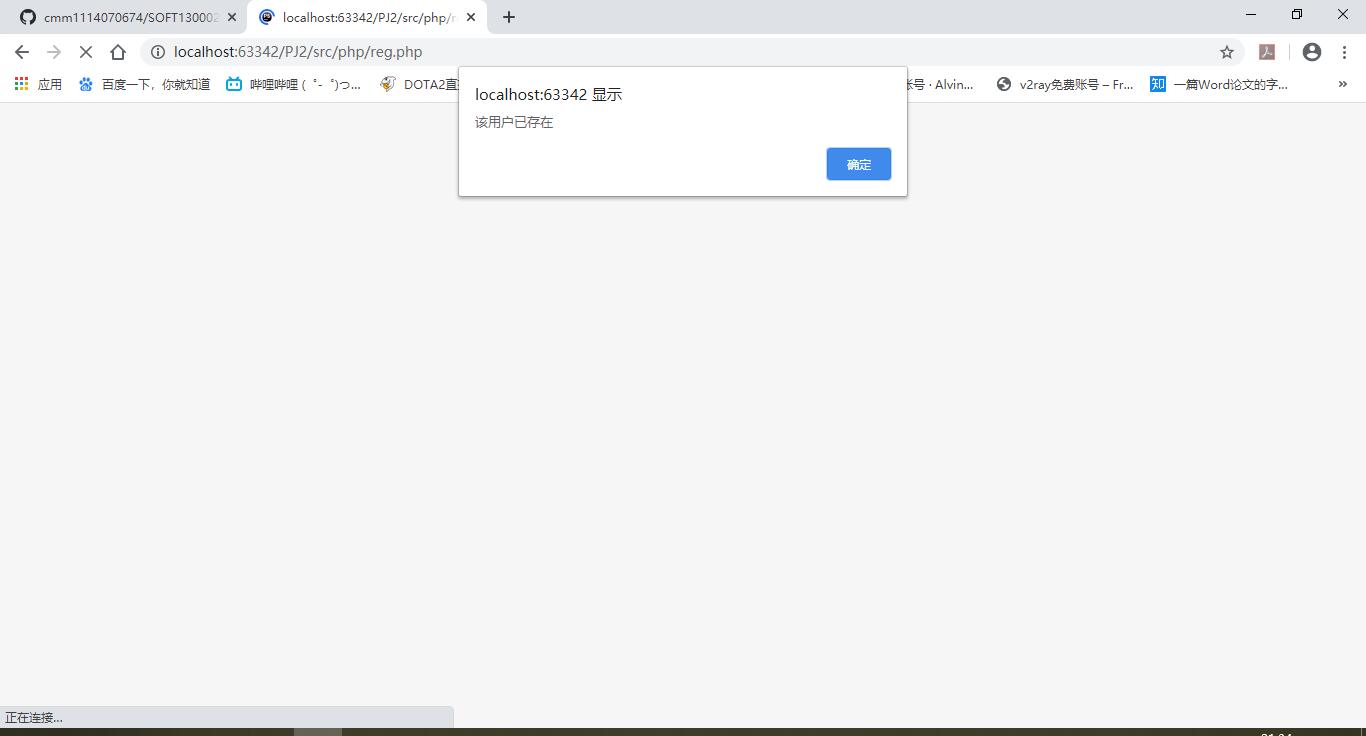 cmm1114070674/SOFT130002
localhost:63342/PJ2/src/php/r
localhost:63342/PJ2/src/php/reg.php
应用
百度一下，你就知道
哔哩哔哩 (゜-゜)つ...
DOTA2直
账号 · Alvin...
v2ray免费账号 – Fr...
知
一篇Word论文的字...
localhost:63342 显示
该用户已存在
确定
正在连接...